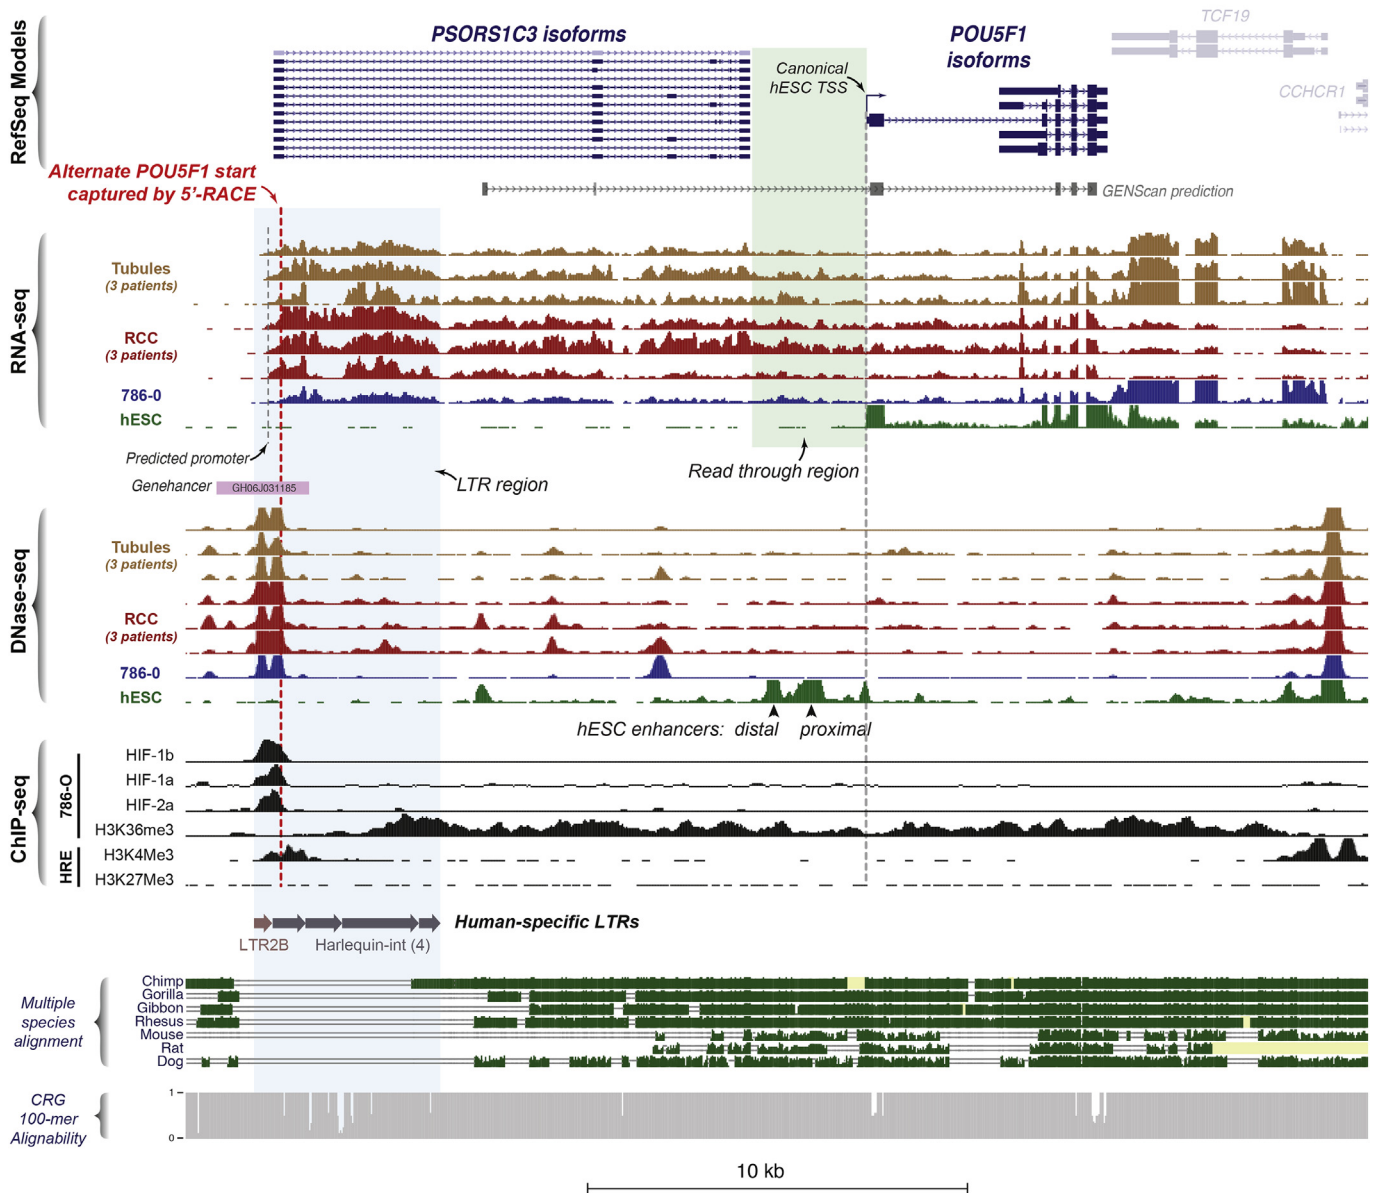 RefSeq Models
PSORS1C3 isoforms
POU5F1
isoforms
TCF19
CCHCR1
Canonical
hESC TSS
Alternate POU5F1 start
captured by 5'-RACE
GENScan prediction
RNA-seq
Tubules
(3 patients)
RCC
(3 patients)
786-0
hESC
Predicted promoter
LTR region
Read through region
Genehancer
GH06J031185
DNase-seq
Tubules
(3 patients)
RCC
(3 patients)
786-0
hESC
hESC enhancers: distal proximal
ChIP-seq
786-O
HIF-1b
HIF-1a
HIF-2a
H3K36me3
HRE
H3K4Me3
H3K27Me3
Human-specific LTRs
LTR2B
Harlequin-int (4)
Multiple
species
alignment
Chimp
Gorilla
Gibbon
Rhesus
Mouse
Rat
Dog
CRG
100-mer
Alignability
1
0
10 kb